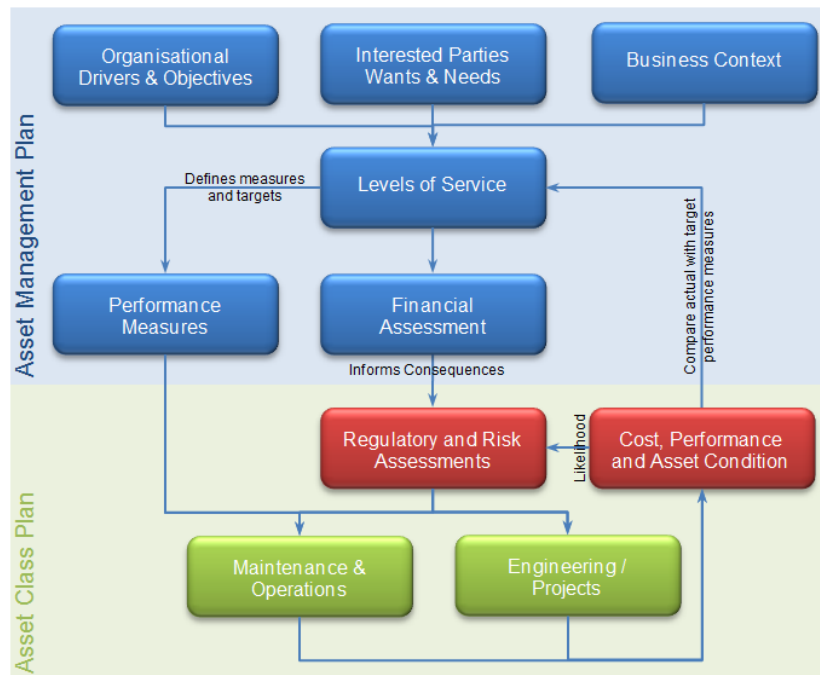 Organisational
Drivers & Objectives
Interested Parties
Wants & Needs
Business Context
Asset Management Plan
Levels of Service
Defines measures
and targets
Compare actual with target
performance measures
Performance
Measures
Financial
Assessment
Informs Consequences
Asset Class Plan
Regulatory and Risk
Assessments
Likelihood
Cost, Performance
and Asset Condition
Maintenance &
Operations
Engineering /
Projects